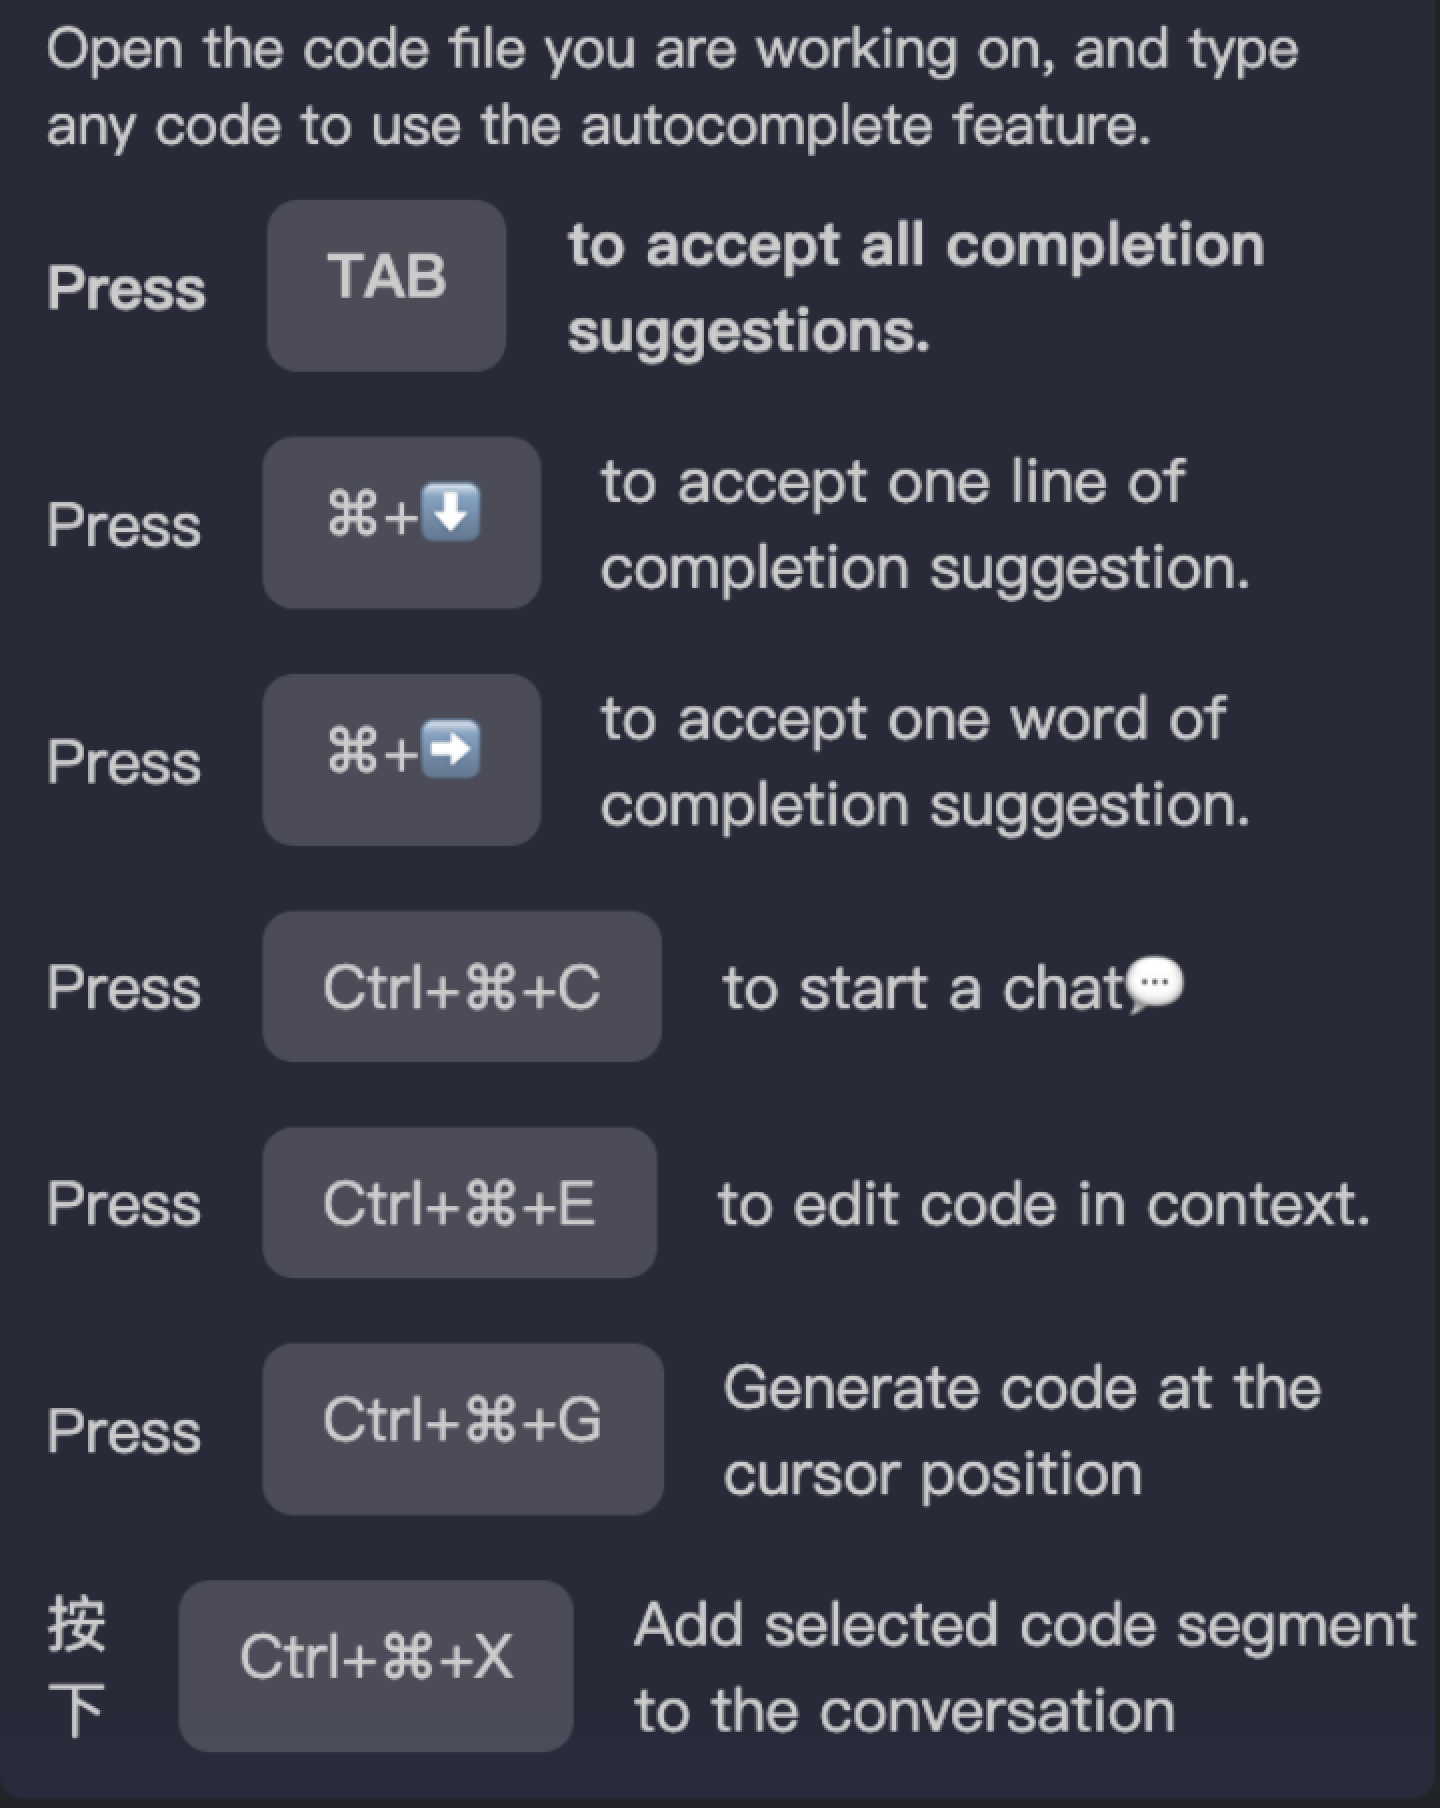 Open the code file you are working on, and type
any code to use the autocomplete feature.
Press TAB to accept all completion
suggestions.
Press ⌘+⬇️ to accept one line of
completion suggestion.
Press ⌘+➡️ to accept one word of
completion suggestion.
Press Ctrl+⌘+C to start a chat💬
Press Ctrl+⌘+E to edit code in context.
Press Ctrl+⌘+G Generate code at the
cursor position
按下 Ctrl+⌘+X Add selected code segment
to the conversation